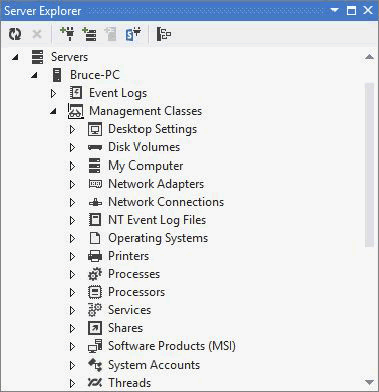 Server Explorer
Servers
Bruce-PC
Event Logs
Management Classes
Desktop Settings
Disk Volumes
My Computer
Network Adapters
Network Connections
NT Event Log Files
Operating Systems
Printers
Processes
Processors
Services
Shares
Software Products (MSI)
System Accounts
Threads